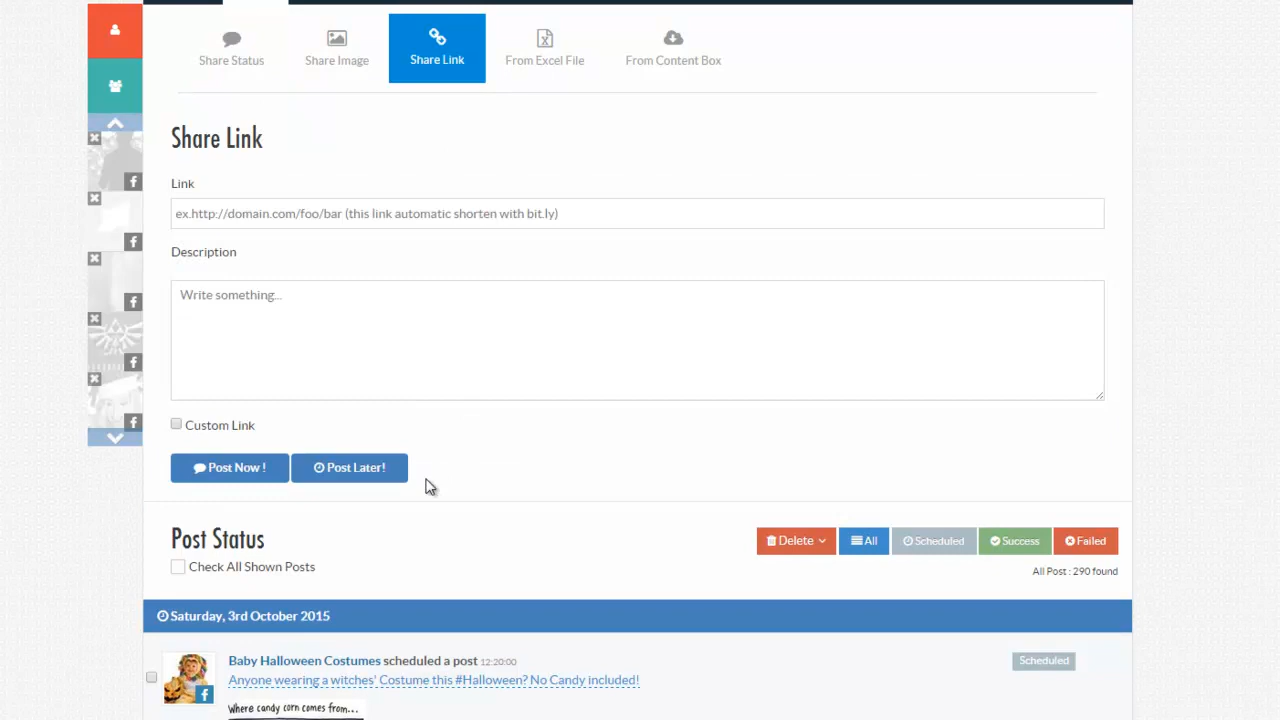 Share Status
Share Image
Share Link
From Excel File
From Content Box
Share Link
Link
ex.http://domain.com/foo/bar (this link automatic shorten with bit.ly)
Description
Write something...
Custom Link
Post Now !
Post Later!
Post Status
Delete
All
Scheduled
Success
Failed
Check All Shown Posts
All Post : 290 found
Saturday, 3rd October 2015
Baby Halloween Costumes scheduled a post 12:20:00
Scheduled
Anyone wearing a witches' Costume this #Halloween? No Candy included!
Where candy corn comes from...